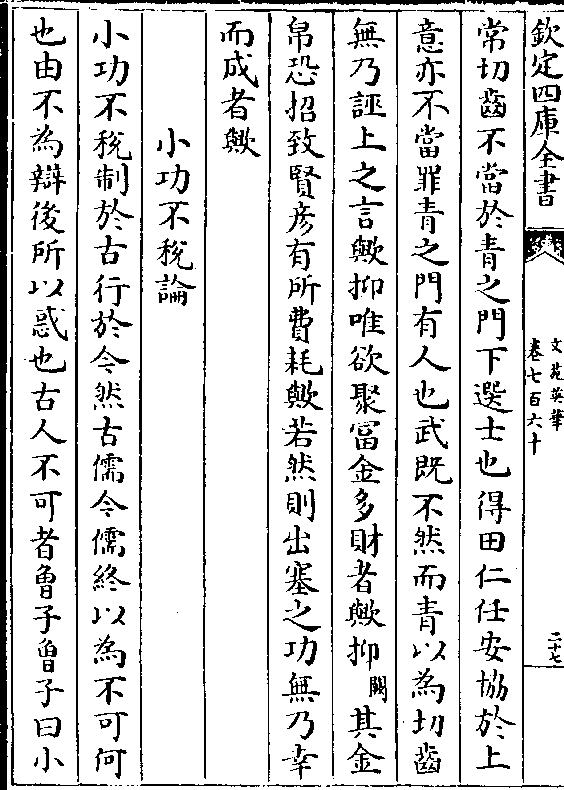 欽定四庫全書
文苑英華
卷七百六十
二十七
常切齒不當於青之門下選士也得田仁任安協於上
意亦不當罪青之門有人也武既不然而青以為切齒
無乃誣上之言歟抑唯欲聚富金多財者歟抑闕其金
帛恐招致賢彦有所費耗歟若然則出塞之功無乃幸
而成者歟
小功不稅論
小功不稅制於古行於今然古儒今儒終以為不可何
也由不為辯後所以惑也古人不可者曾子曾子曰小